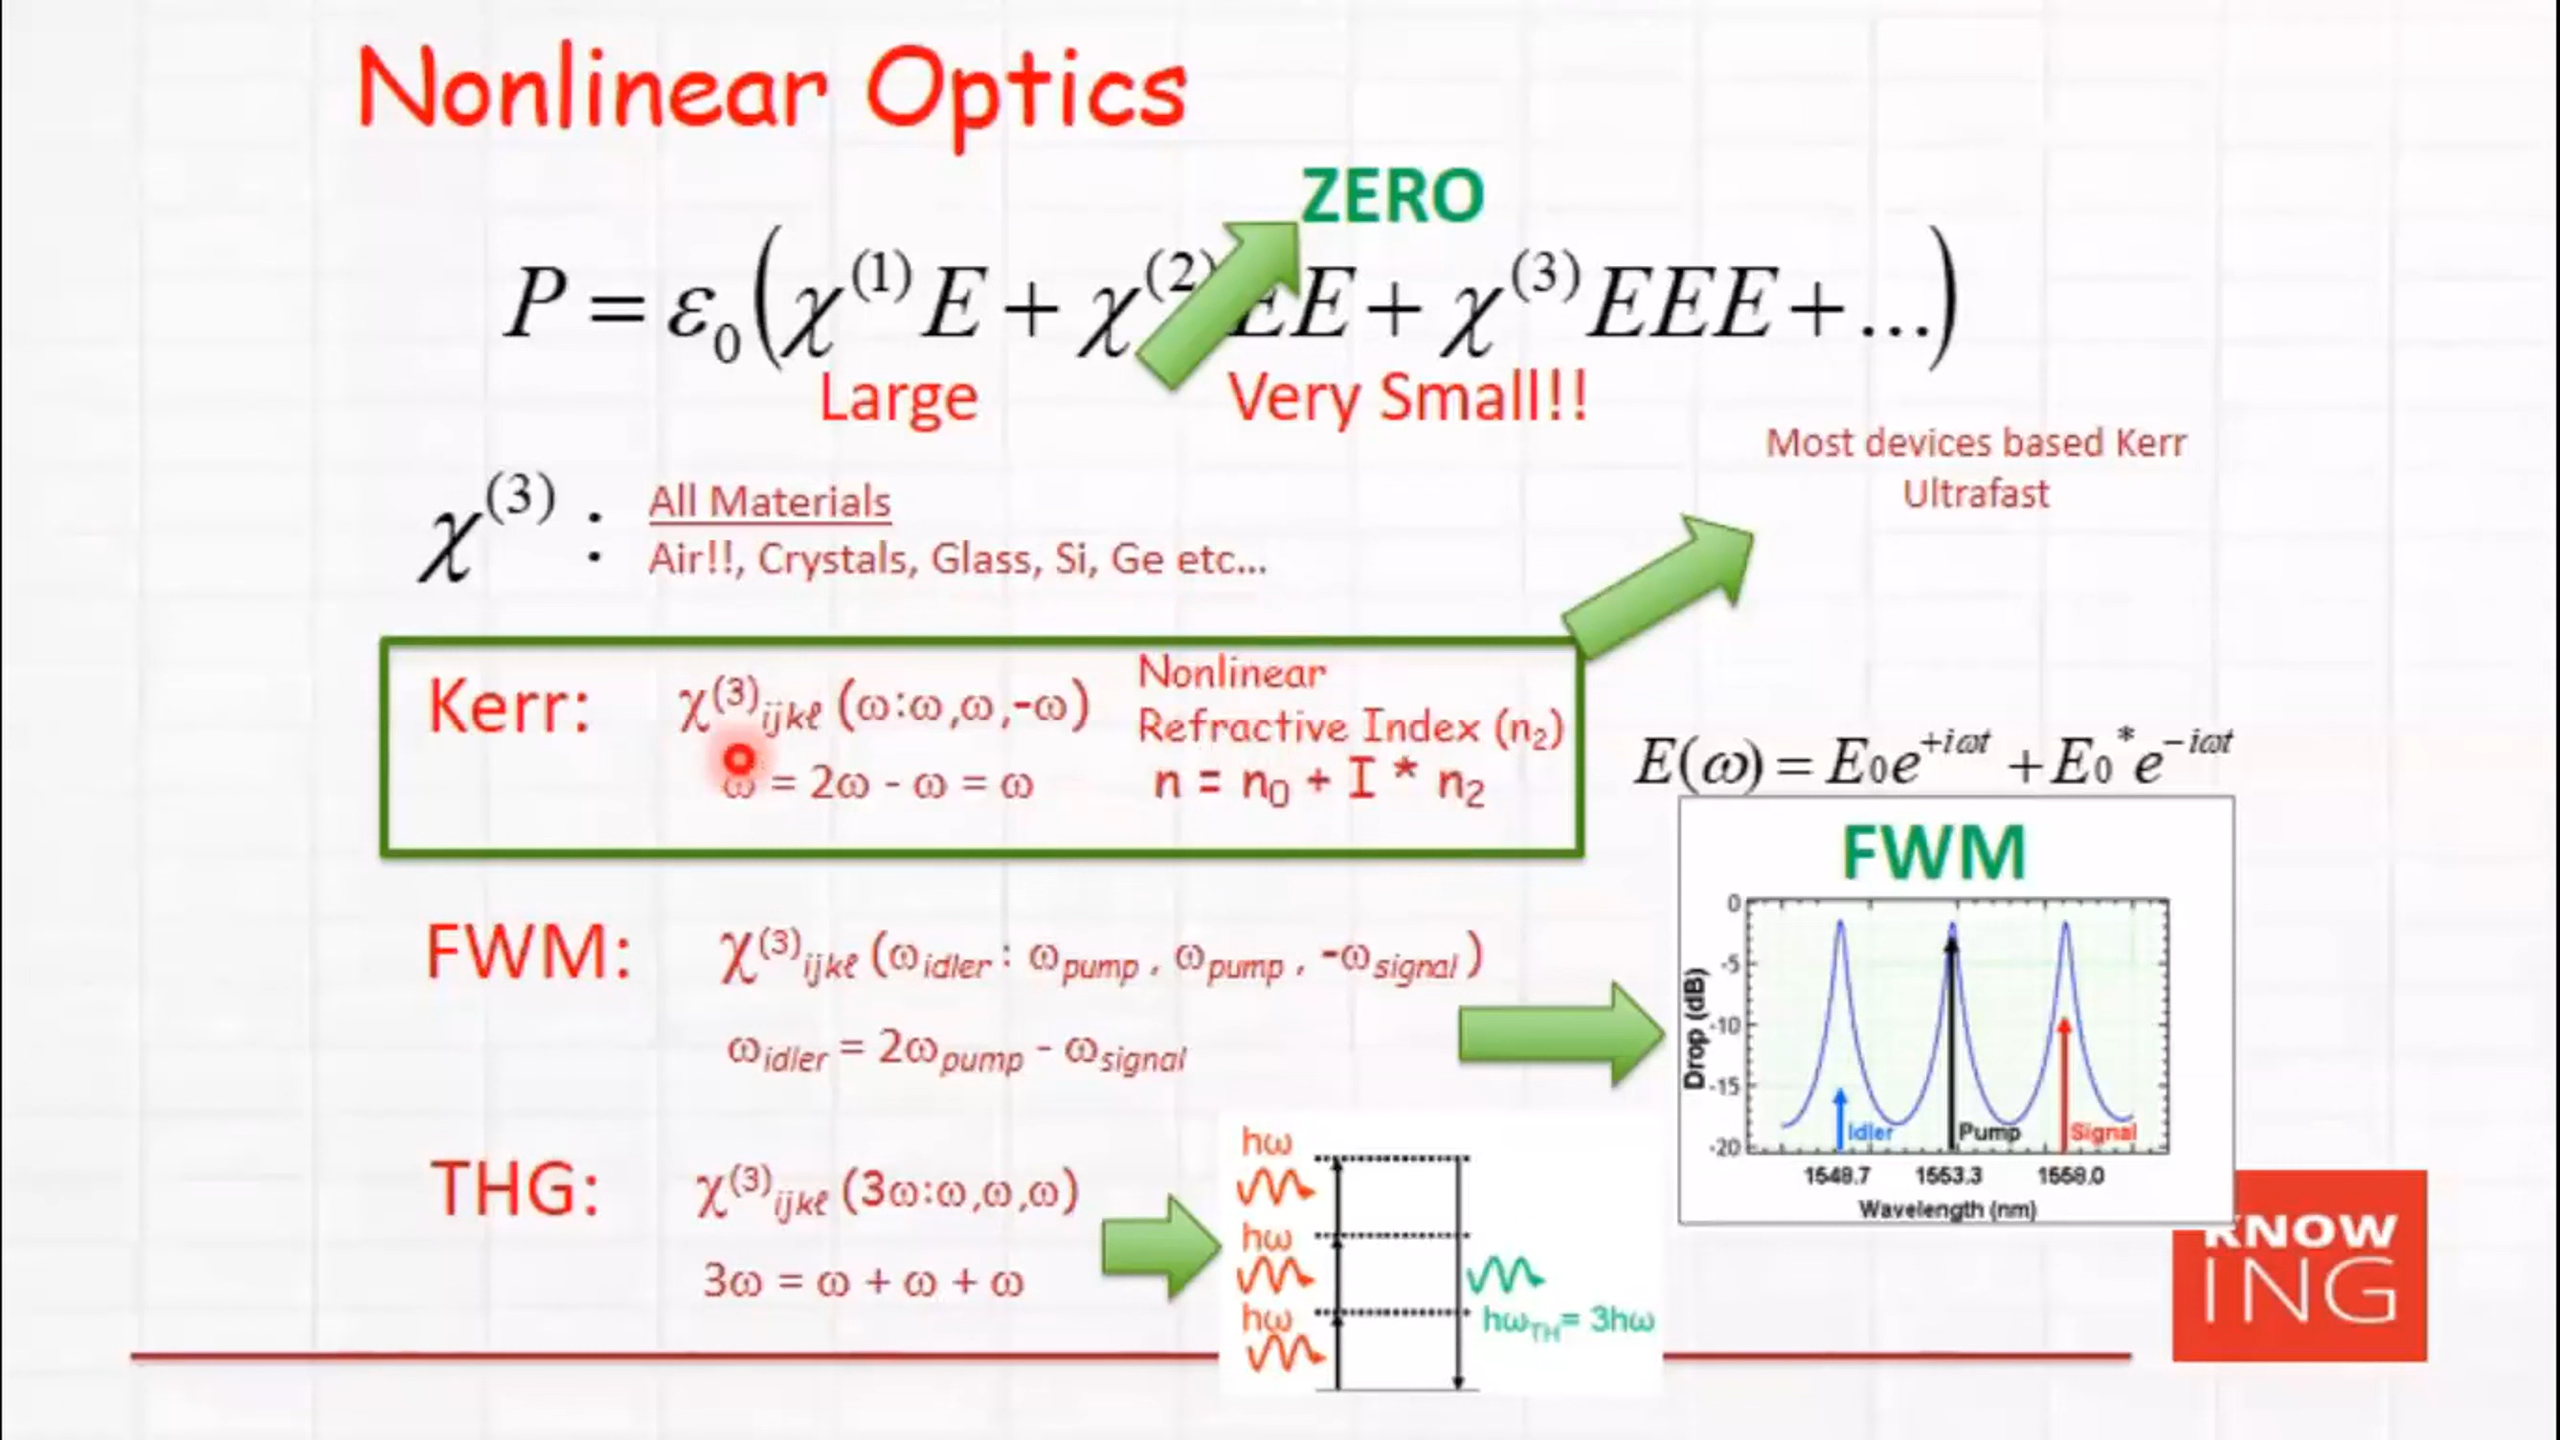 Nonlinear Optics
ZERO
P = ε₀(χ⁽¹⁾E + χ⁽²⁾EE + χ⁽³⁾EEE + ...)
Large
Very Small!!
Most devices based Kerr
Ultrafast
χ⁽³⁾ :
All Materials
Air!!, Crystals, Glass, Si, Ge etc...
Kerr:
χ⁽³⁾ijkℓ (ω:ω,ω,-ω)
ω = 2ω - ω = ω
Nonlinear
Refractive Index (n₂)
n = n₀ + I * n₂
E(ω) = E₀e⁺ⁱωᵗ + E₀*e⁻ⁱωᵗ
FWM:
χ⁽³⁾ijkℓ (ωidler : ωpump , ωpump , -ωsignal)
ωidler = 2ωpump - ωsignal
FWM
Drop (dB)
0
-5
-10
-15
-20
Idler
Pump
Signal
1548.7 1553.3 1558.0
Wavelength (nm)
THG:
χ⁽³⁾ijkℓ (3ω:ω,ω,ω)
3ω = ω + ω + ω
hω
hω
hω
hωTH= 3hω
KNOW
ING